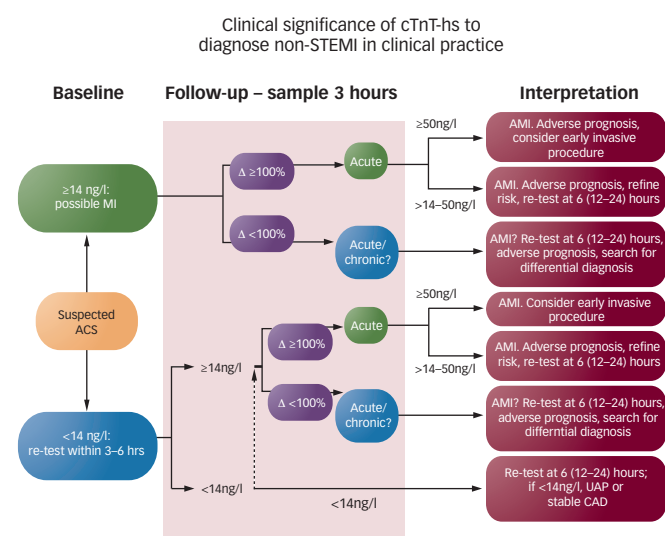 Clinical significance of cTnT-hs to
diagnose non-STEMI in clinical practice
Baseline
Follow-up – sample 3 hours
Interpretation
≥14 ng/l:
possible MI
Suspected
ACS
<14 ng/l:
re-test within 3–6 hrs
Δ ≥100%
Acute
Δ <100%
Acute/
chronic?
≥50ng/l
>14–50ng/l
AMI. Adverse prognosis,
consider early invasive
procedure
AMI. Adverse prognosis, refine
risk, re-test at 6 (12–24) hours
AMI? Re-test at 6 (12–24) hours,
adverse prognosis, search for
differential diagnosis
≥14ng/l
Δ ≥100%
Acute
Δ <100%
Acute/
chronic?
≥50ng/l
>14–50ng/l
AMI. Consider early invasive
procedure
AMI. Adverse prognosis, refine
risk, re-test at 6 (12–24) hours
AMI? Re-test at 6 (12–24) hours,
adverse prognosis, search for
differntial diagnosis
<14ng/l
<14ng/l
Re-test at 6 (12–24) hours;
if <14ng/l, UAP or
stable CAD